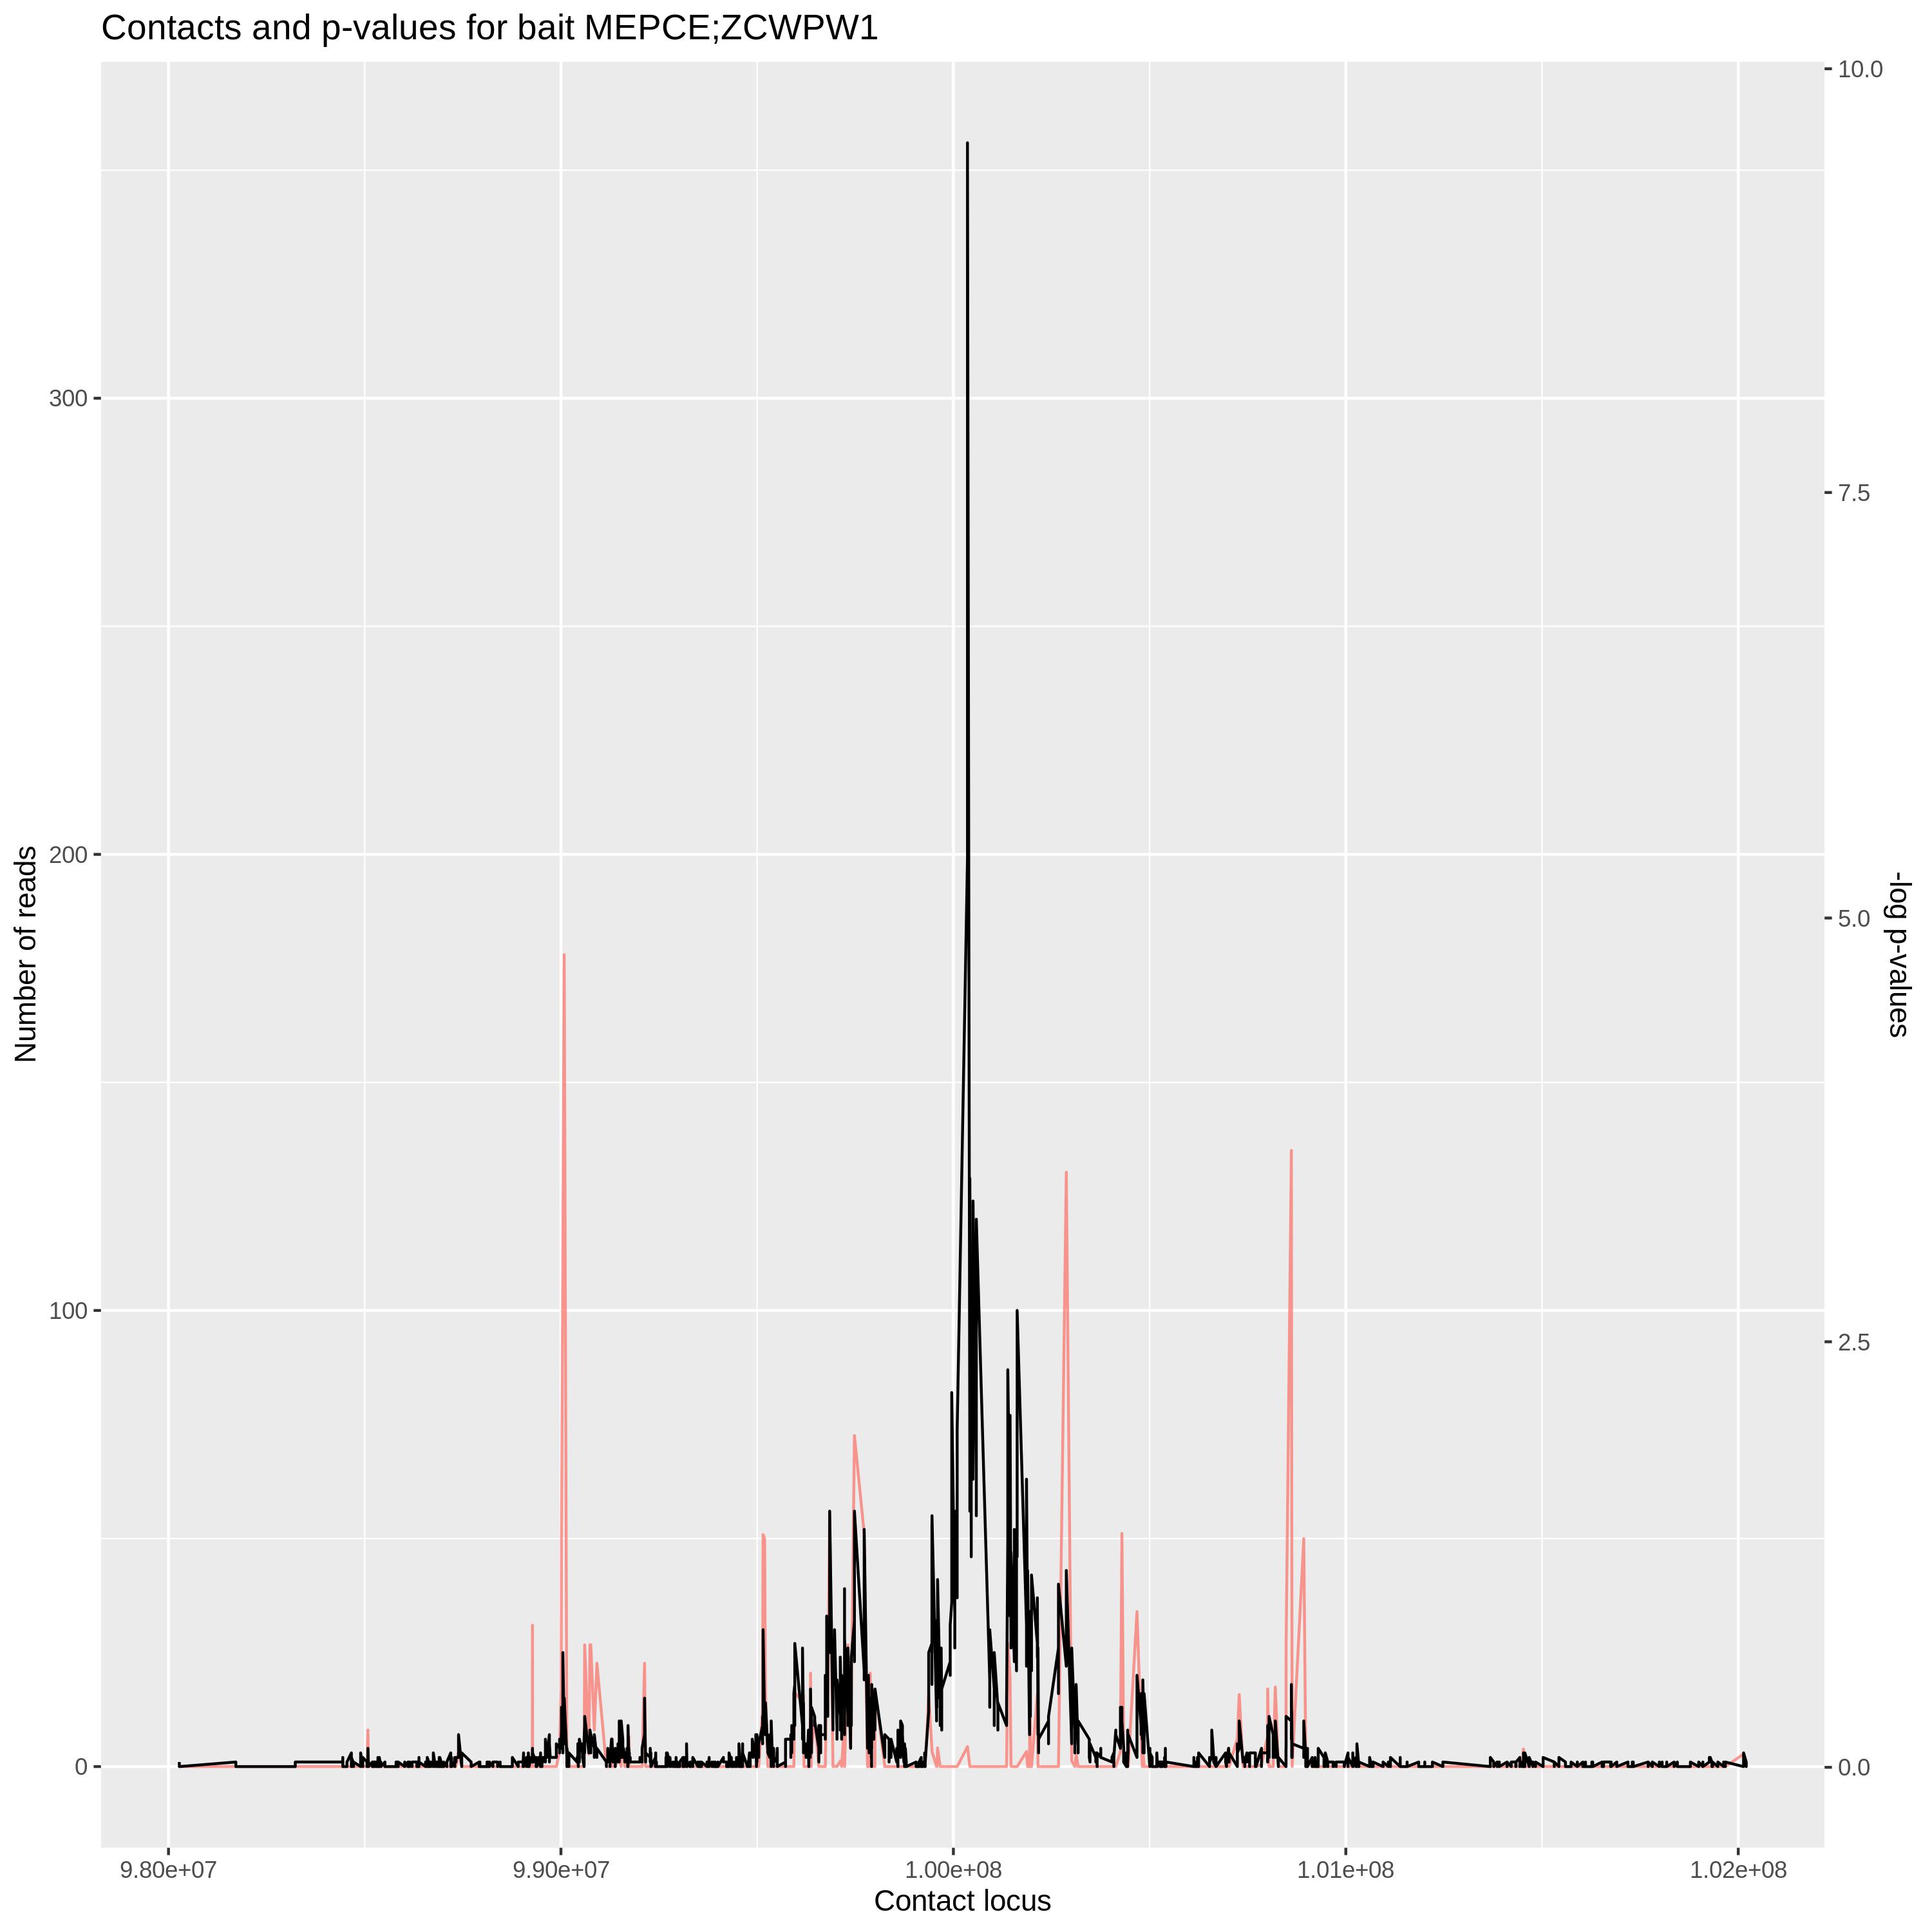 Contacts and p-values for bait MEPCE;ZCWPW1
10.0
7.5
5.0
2.5
0.0
-log p-values
300
200
100
0
Number of reads
9.80e+07 9.90e+07 1.00e+08 1.01e+08 1.02e+08
Contact locus